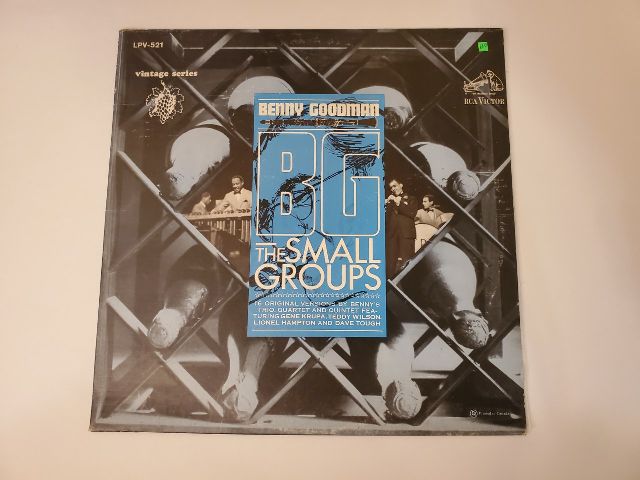 LPV-521
vintage series
RCA VICTOR
BENNY GOODMAN
BG
THE SMALL
GROUPS
16 ORIGINAL VERSIONS BY BENNY'S
TRIO, QUARTET AND QUINTET FEA-
TURING GENE KRUPA, TEDDY WILSON,
LIONEL HAMPTON AND DAVE TOUGH